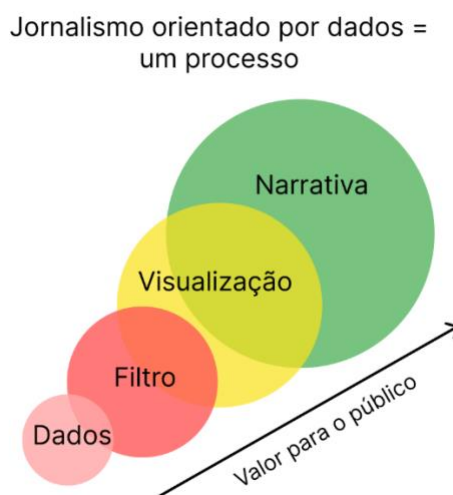 Jornalismo orientado por dados =
um processo
Narrativa
Visualização
Filtro
Dados
Valor para o público